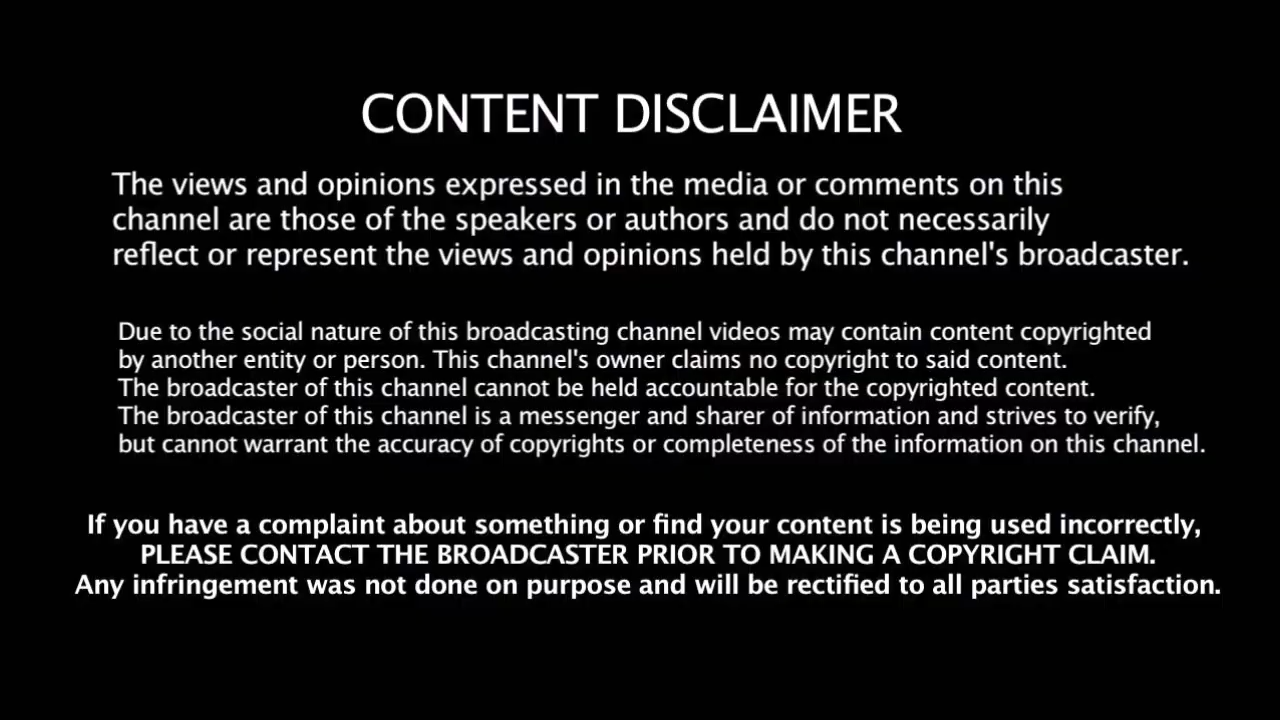 CONTENT DISCLAIMER
The views and opinions expressed in the media or comments on this
channel are those of the speakers or authors and do not necessarily
reflect or represent the views and opinions held by this channel's broadcaster.
Due to the social nature of this broadcasting channel videos may contain content copyrighted
by another entity or person. This channel's owner claims no copyright to said content.
The broadcaster of this channel cannot be held accountable for the copyrighted content.
The broadcaster of this channel is a messenger and sharer of information and strives to verify,
but cannot warrant the accuracy of copyrights or completeness of the information on this channel.
If you have a complaint about something or find your content is being used incorrectly,
PLEASE CONTACT THE BROADCASTER PRIOR TO MAKING A COPYRIGHT CLAIM.
Any infringement was not done on purpose and will be rectified to all parties satisfaction.